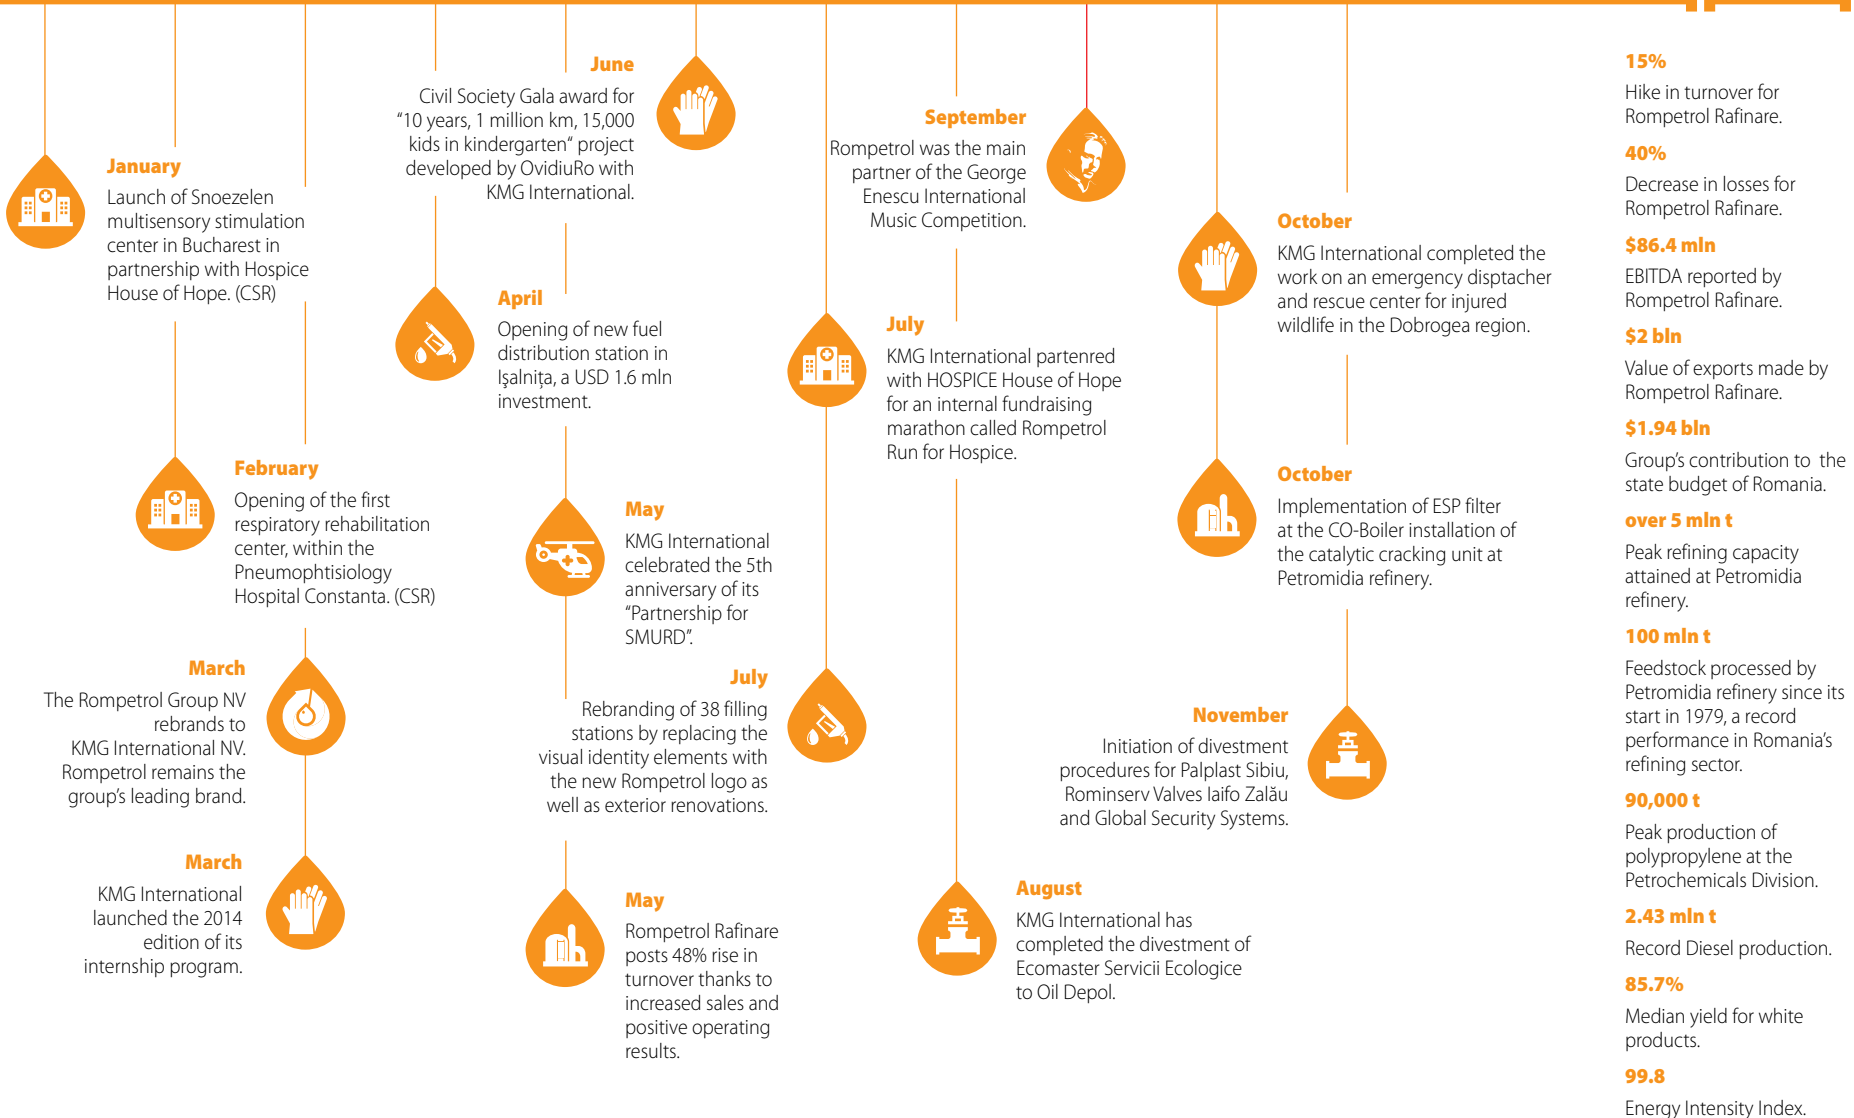 January
Launch of Snoezelen
multisensory stimulation
center in Bucharest in
partnership with Hospice
House of Hope. (CSR)
February
Opening of the first
respiratory rehabilitation
center, within the
Pneumophtisiology
Hospital Constanta. (CSR)
March
The Rompetrol Group NV
rebrands to
KMG International NV.
Rompetrol remains the
group's leading brand.
March
KMG International
launched the 2014
edition of its
internship program.
June
Civil Society Gala award for
“10 years, 1 million km, 15,000
kids in kindergarten“ project
developed by OvidiuRo with
KMG International.
April
Opening of new fuel
distribution station in
Işalniţa, a USD 1.6 mln
investment.
May
KMG International
celebrated the 5th
anniversary of its
“Partnership for
SMURD”.
July
Rebranding of 38 filling
stations by replacing the
visual identity elements with
the new Rompetrol logo as
well as exterior renovations.
May
Rompetrol Rafinare
posts 48% rise in
turnover thanks to
increased sales and
positive operating
results.
September
Rompetrol was the main
partner of the George
Enescu International
Music Competition.
July
KMG International partenred
with HOSPICE House of Hope
for an internal fundraising
marathon called Rompetrol
Run for Hospice.
August
KMG International has
completed the divestment of
Ecomaster Servicii Ecologice
to Oil Depol.
October
KMG International completed the
work on an emergency disptacher
and rescue center for injured
wildlife in the Dobrogea region.
October
Implementation of ESP filter
at the CO-Boiler installation of
the catalytic cracking unit at
Petromidia refinery.
November
Initiation of divestment
procedures for Palplast Sibiu,
Rominserv Valves Iaifo Zalău
and Global Security Systems.
15%
Hike in turnover for
Rompetrol Rafinare.
40%
Decrease in losses for
Rompetrol Rafinare.
$86.4 mln
EBITDA reported by
Rompetrol Rafinare.
$2 bln
Value of exports made by
Rompetrol Rafinare.
$1.94 bln
Group's contribution to the
state budget of Romania.
over 5 mln t
Peak refining capacity
attained at Petromidia
refinery.
100 mln t
Feedstock processed by
Petromidia refinery since its
start in 1979, a record
performance in Romania's
refining sector.
90,000 t
Peak production of
polypropylene at the
Petrochemicals Division.
2.43 mln t
Record Diesel production.
85.7%
Median yield for white
products.
99.8
Energy Intensity Index.